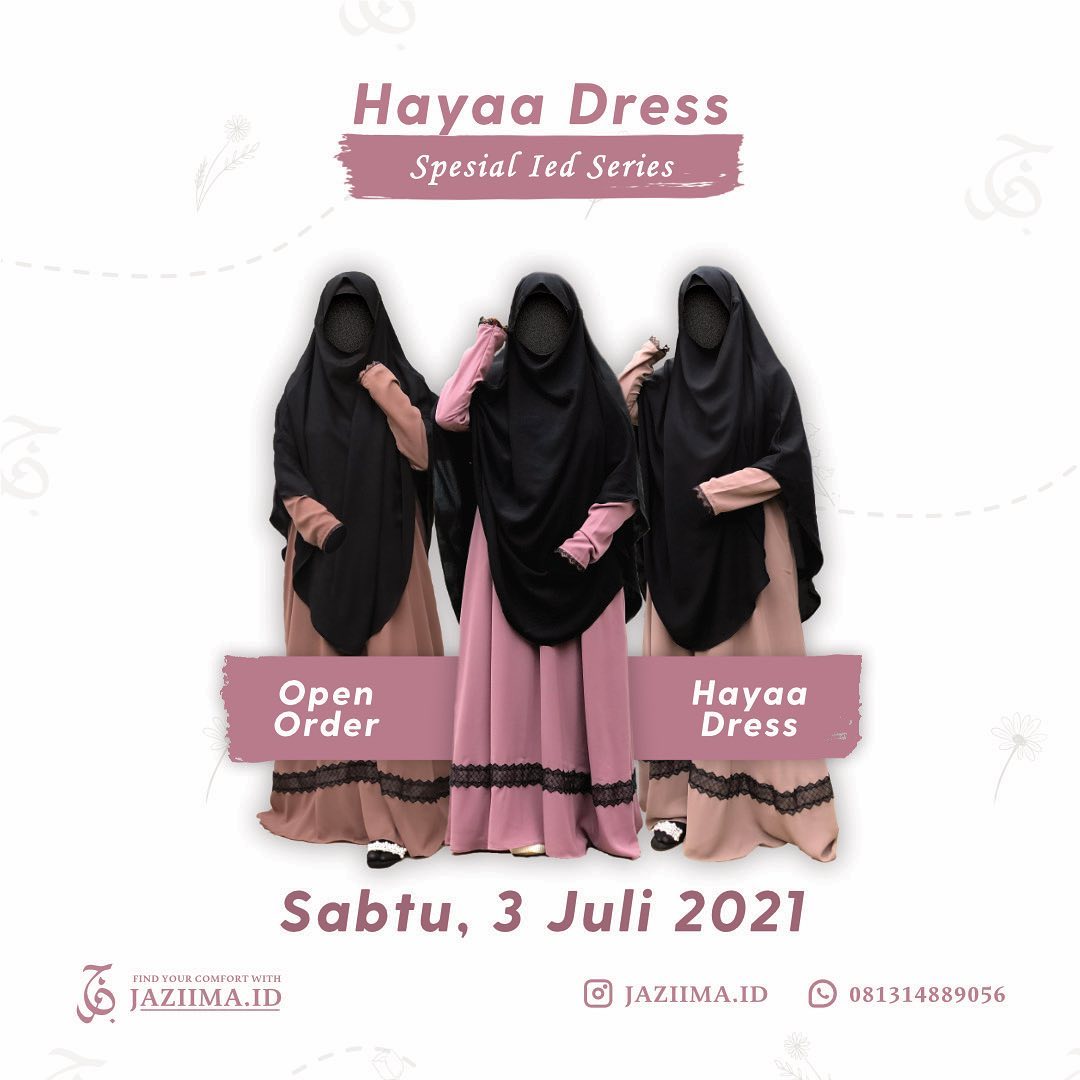 Hayaa Dress
Spesial Ied Series
Open
Order
Hayaa
Dress
Sabtu, 3 Juli 2021
FIND YOUR COMFORT WITH
JAZIIMA.ID
JAZIIMA.ID
081314889056